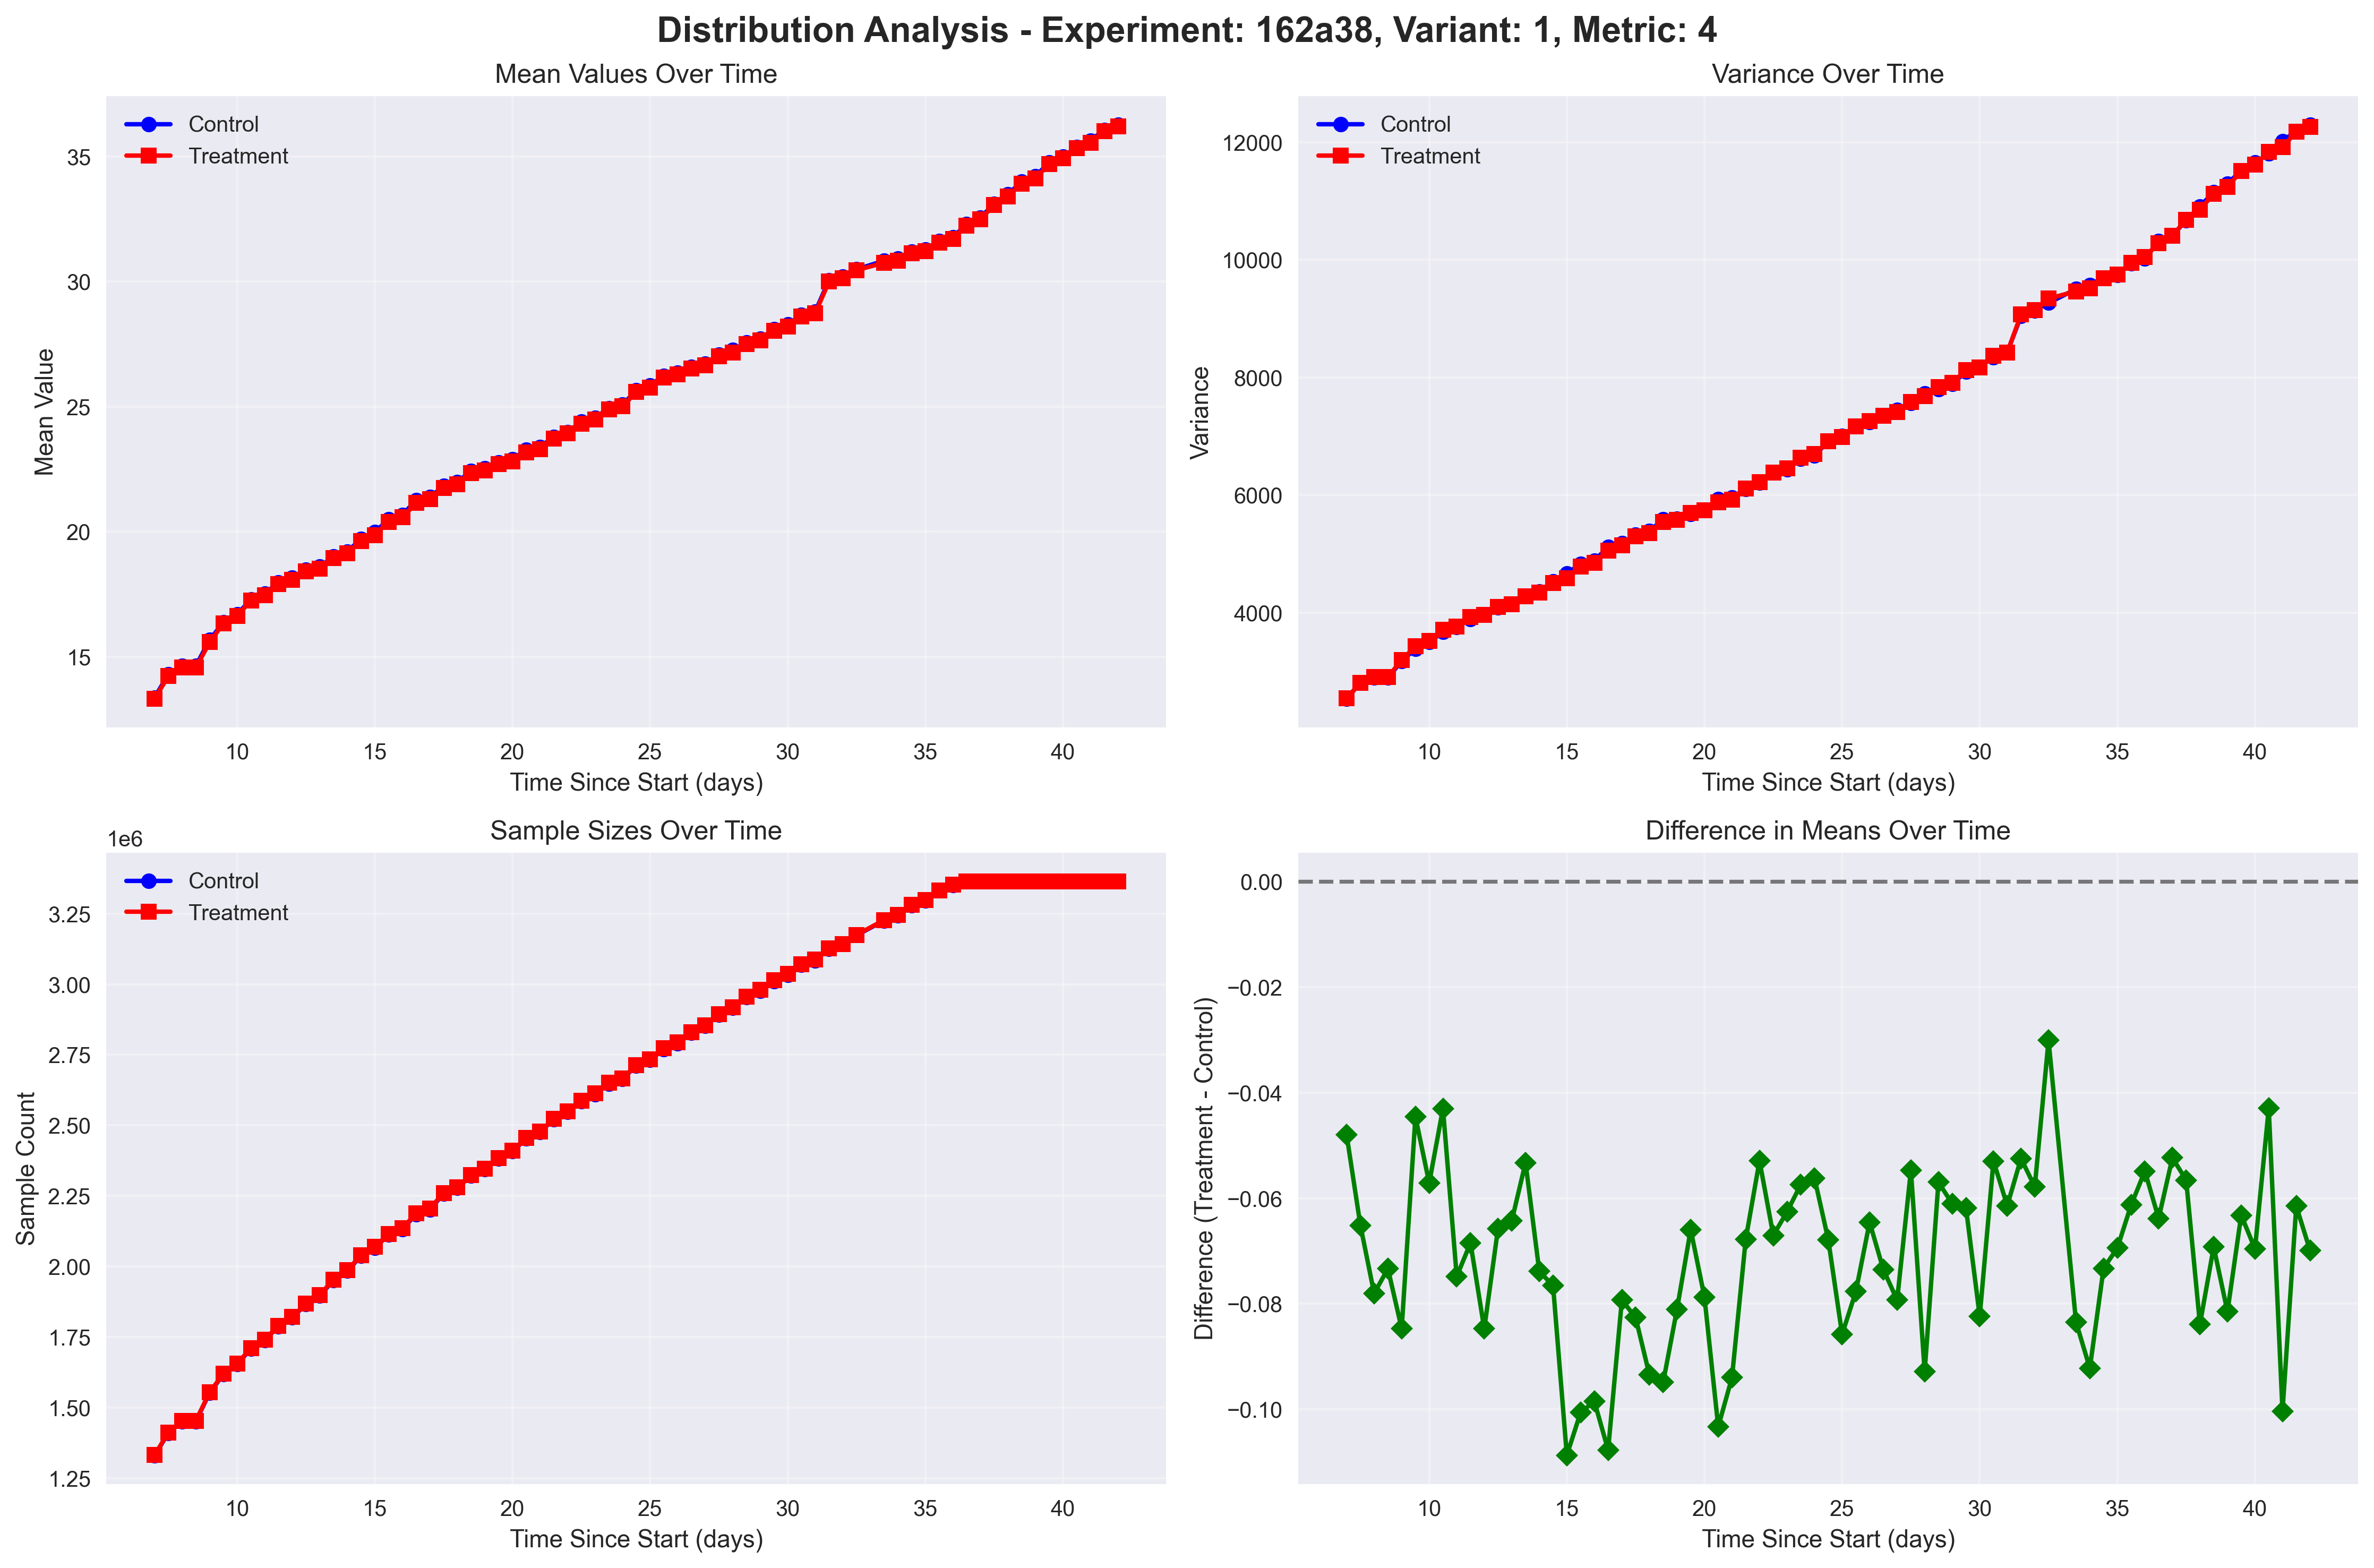 Distribution Analysis - Experiment: 162a38, Variant: 1, Metric: 4
Mean Values Over Time
Control
Treatment
35
30
25
20
15
Mean Value
10 15 20 25 30 35 40
Time Since Start (days)
Variance Over Time
Control
Treatment
12000
10000
8000
6000
4000
Variance
10 15 20 25 30 35 40
Time Since Start (days)
Sample Sizes Over Time
1e6
Control
Treatment
3.25
3.00
2.75
2.50
2.25
2.00
1.75
1.50
1.25
Sample Count
10 15 20 25 30 35 40
Time Since Start (days)
Difference in Means Over Time
0.00
−0.02
−0.04
−0.06
−0.08
−0.10
Difference (Treatment - Control)
10 15 20 25 30 35 40
Time Since Start (days)